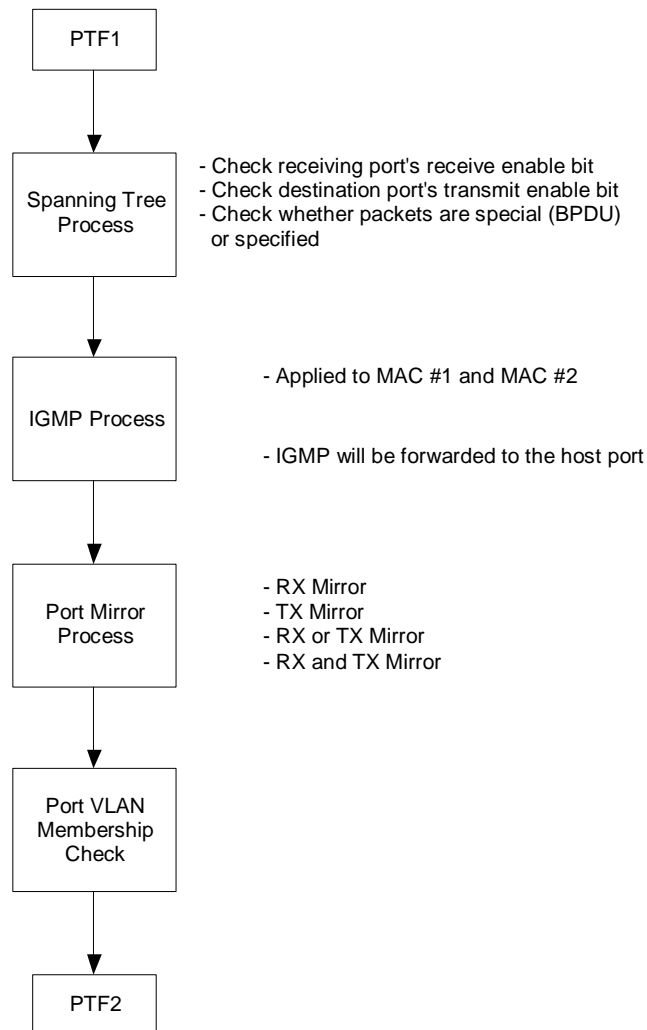 PTF1
Spanning Tree
Process
- Check receiving port's receive enable bit
- Check destination port's transmit enable bit
- Check whether packets are special (BPDU)
or specified
IGMP Process
- Applied to MAC #1 and MAC #2
- IGMP will be forwarded to the host port
Port Mirror
Process
- RX Mirror
- TX Mirror
- RX or TX Mirror
- RX and TX Mirror
Port VLAN
Membership
Check
PTF2